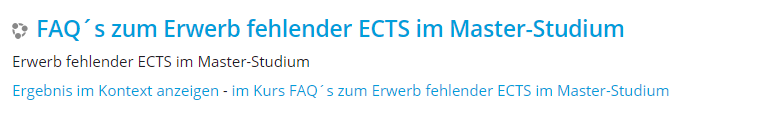 FAQ´s zum Erwerb fehlender ECTS im Master-Studium
Erwerb fehlender ECTS im Master-Studium
Ergebnis im Kontext anzeigen - im Kurs FAQ´s zum Erwerb fehlender ECTS im Master-Studium